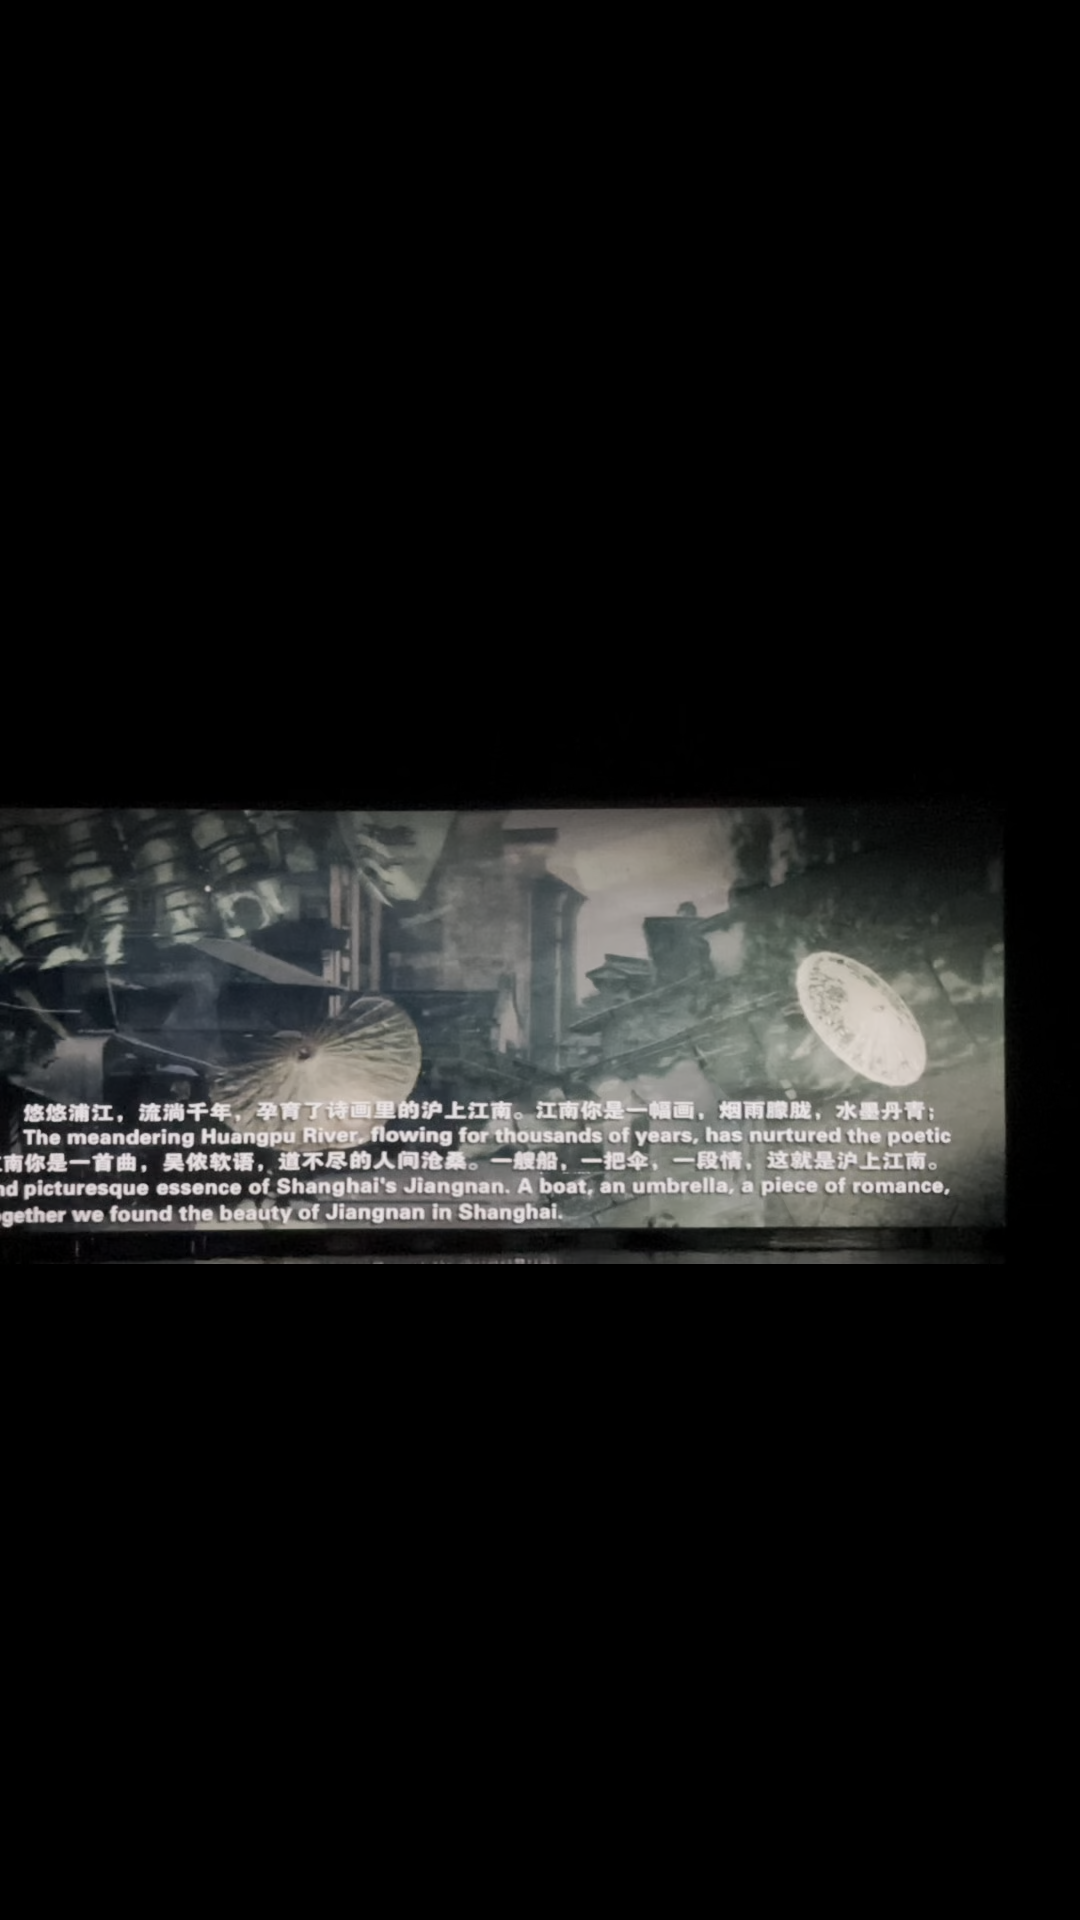 悠悠浦江，流淌千年，孕育了诗画里的沪上江南。江南你是一幅画，烟雨朦胧，水墨丹青；
The meandering Huangpu River, flowing for thousands of years, has nurtured the poetic
南你是一首曲，吴侬软语，道不尽的人间沧桑。一艘船，一把伞，一段情，这就是沪上江南。
picturesque essence of Shanghai's Jiangnan. A boat, an umbrella, a piece of romance,
we found the beauty of Jiangnan in Shanghai.